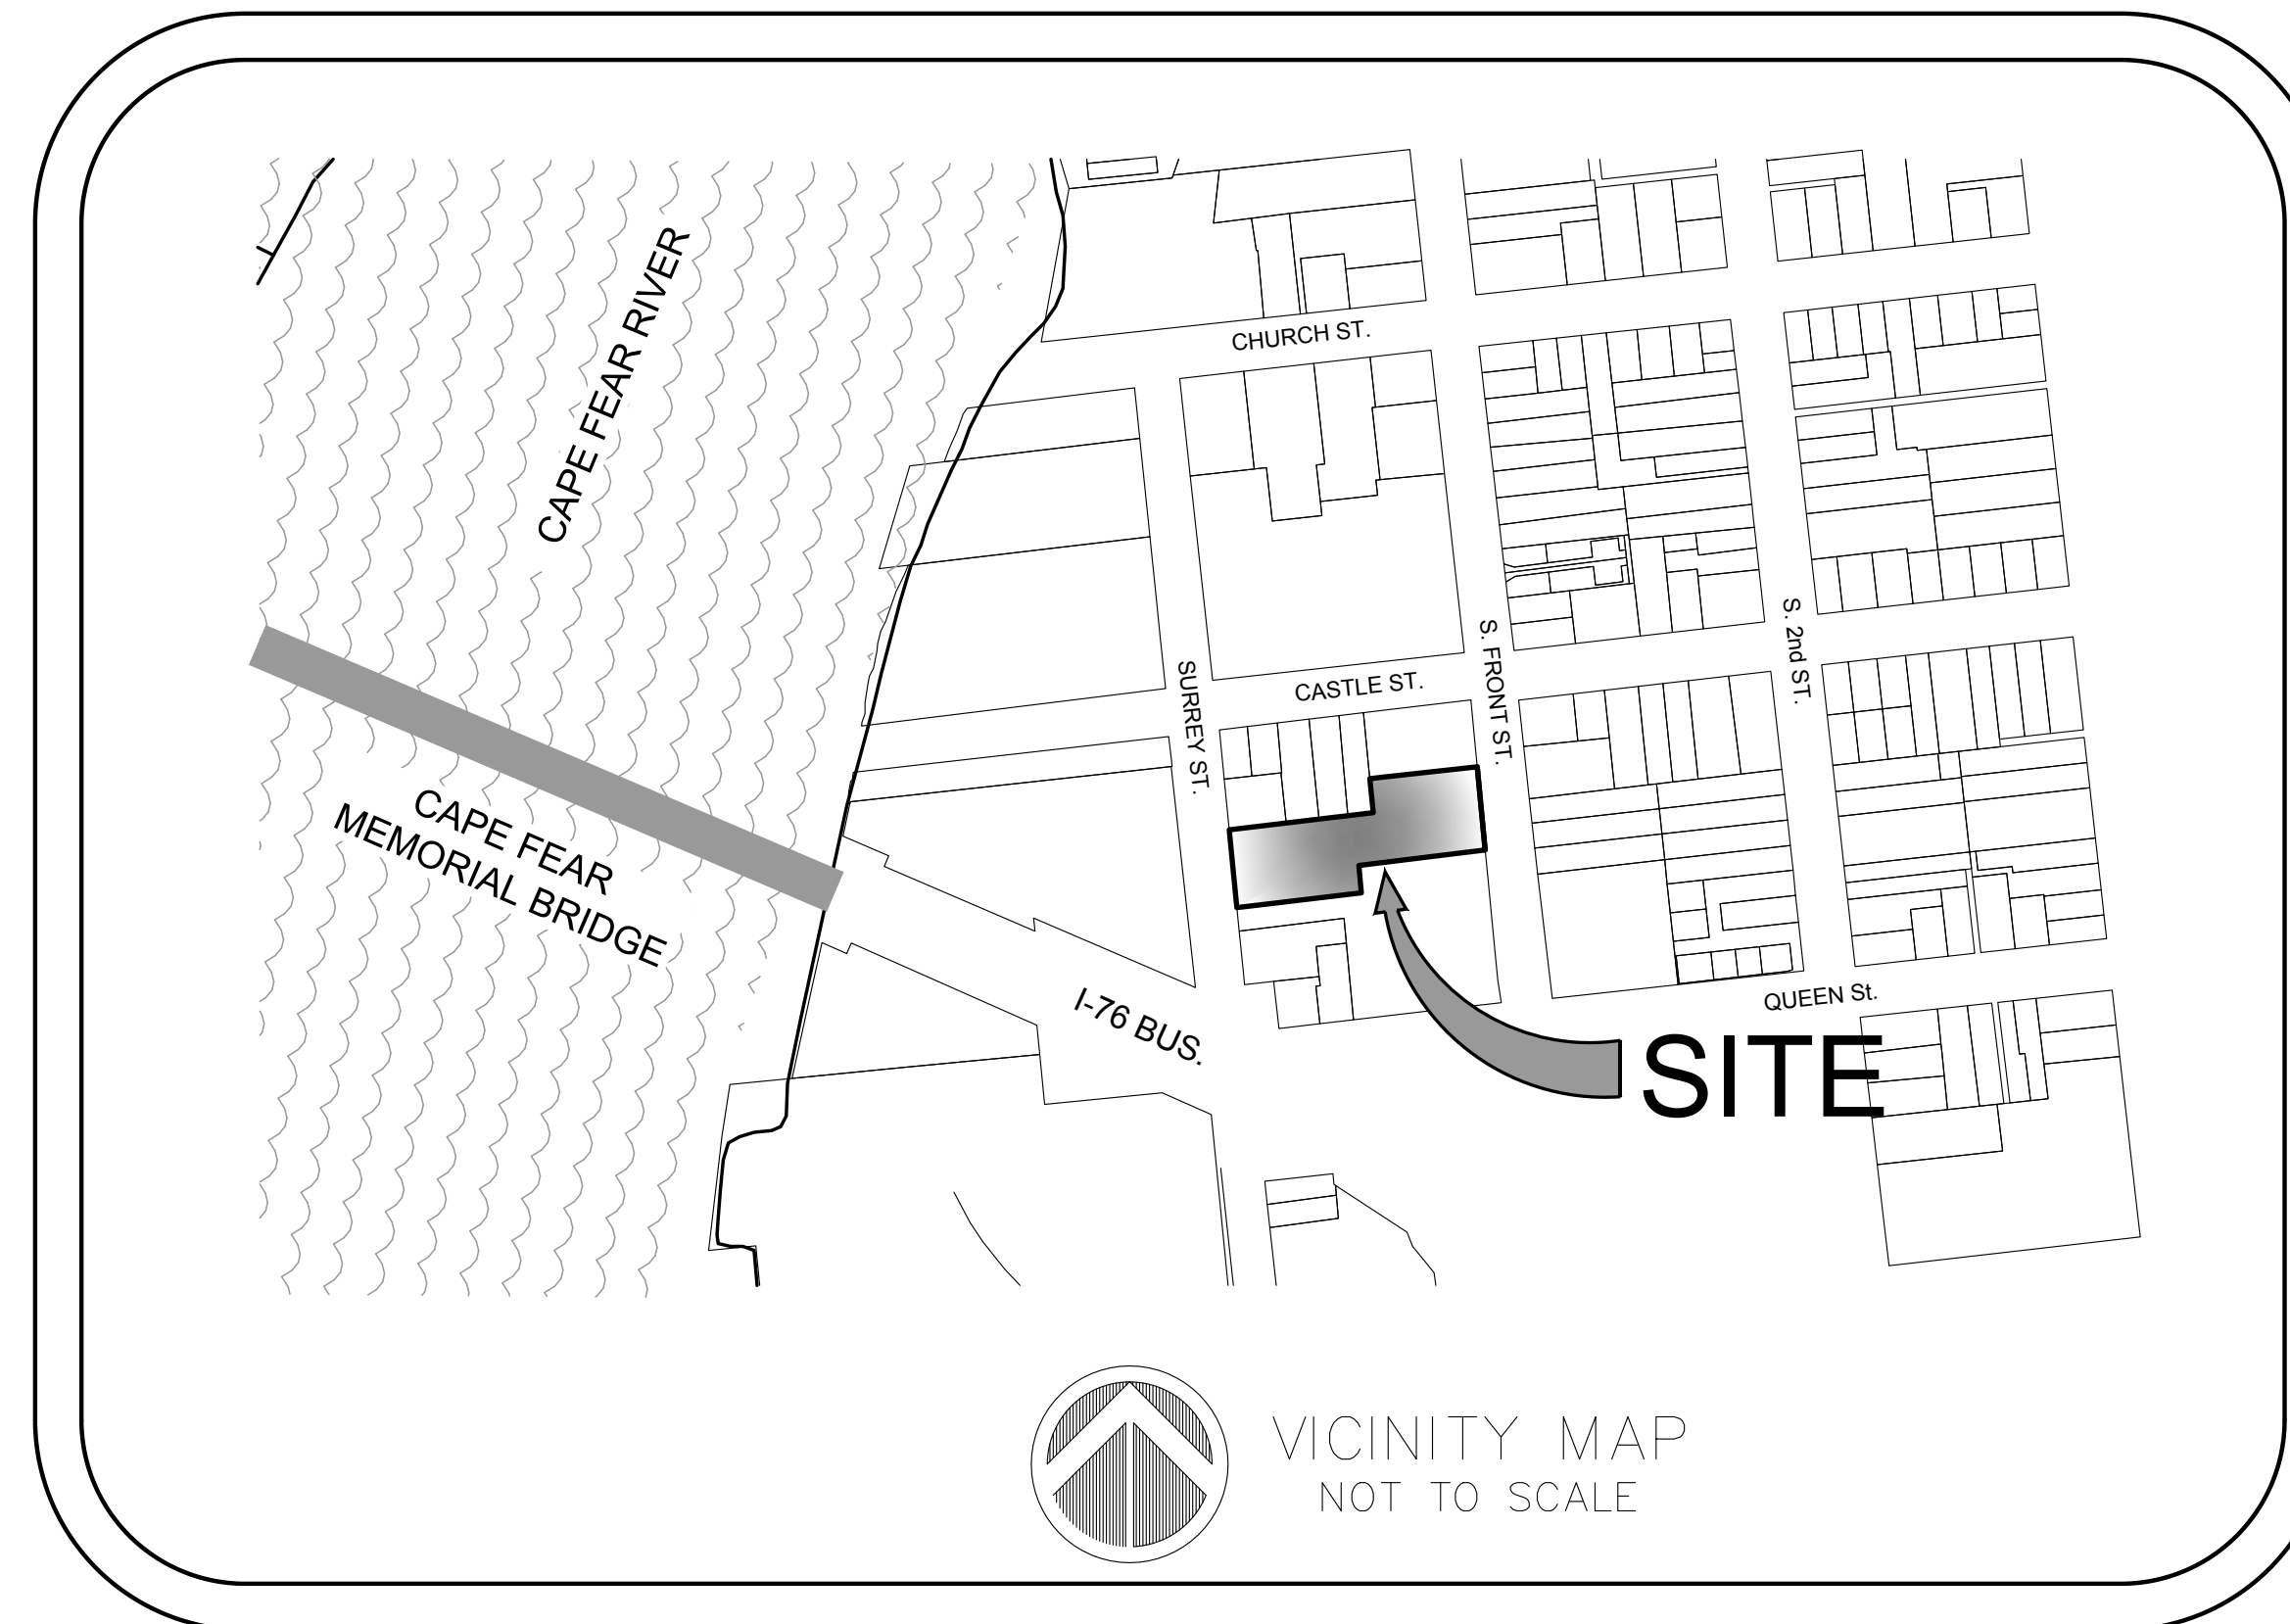 CAPE FEAR RIVER
CHURCH ST.
S. 2nd ST.
S. FRONT ST.
SURREY ST.
CASTLE ST.
CAPE FEAR
MEMORIAL BRIDGE
I-76 BUS.
QUEEN St.
SITE
VICINITY MAP
NOT TO SCALE